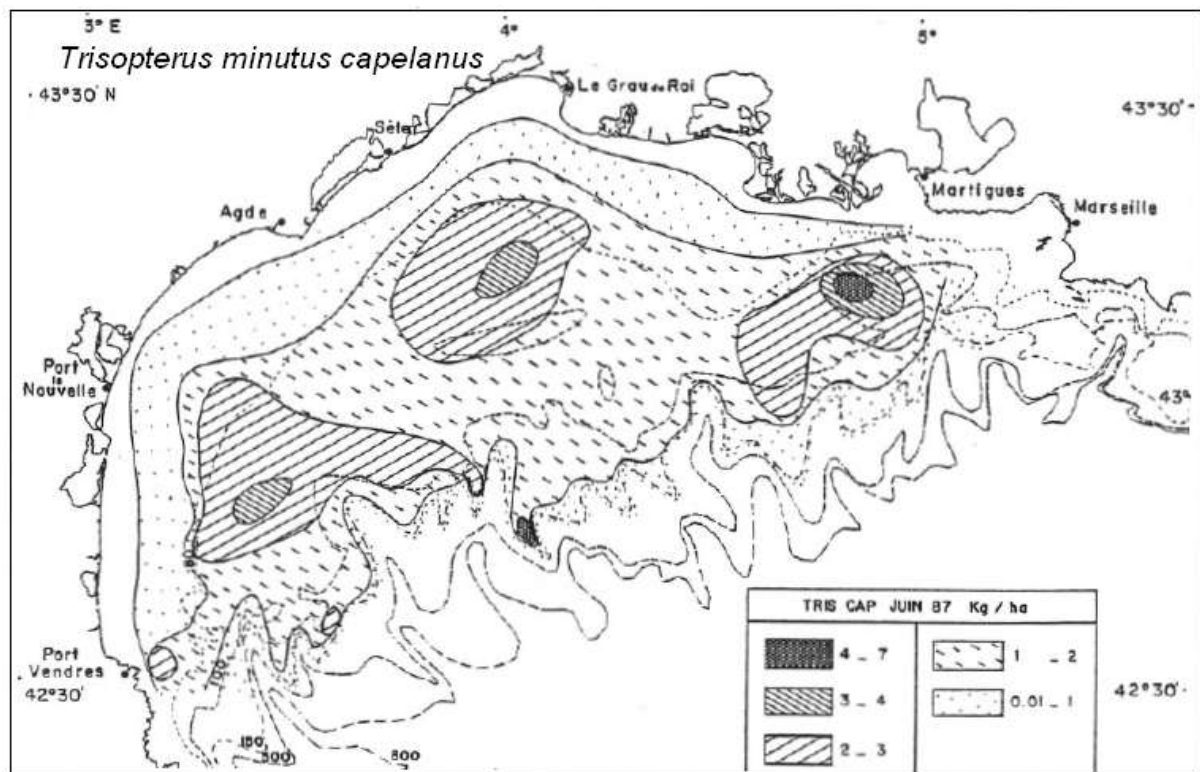 3° E 4° 5°
Trisopterus minutus capelanus
43°30' N
43°30'
Le Grau du Roi
Sète
Martigues
Agde
Marseille
Port la Nouvelle
43°
Port Vendres
42°30'
42°30'
100
150
500
800
TRIS CAP JUIN 87 Kg / ha
4 _ 7
1 _ 2
3 _ 4
0.01 _ 1
2 _ 3